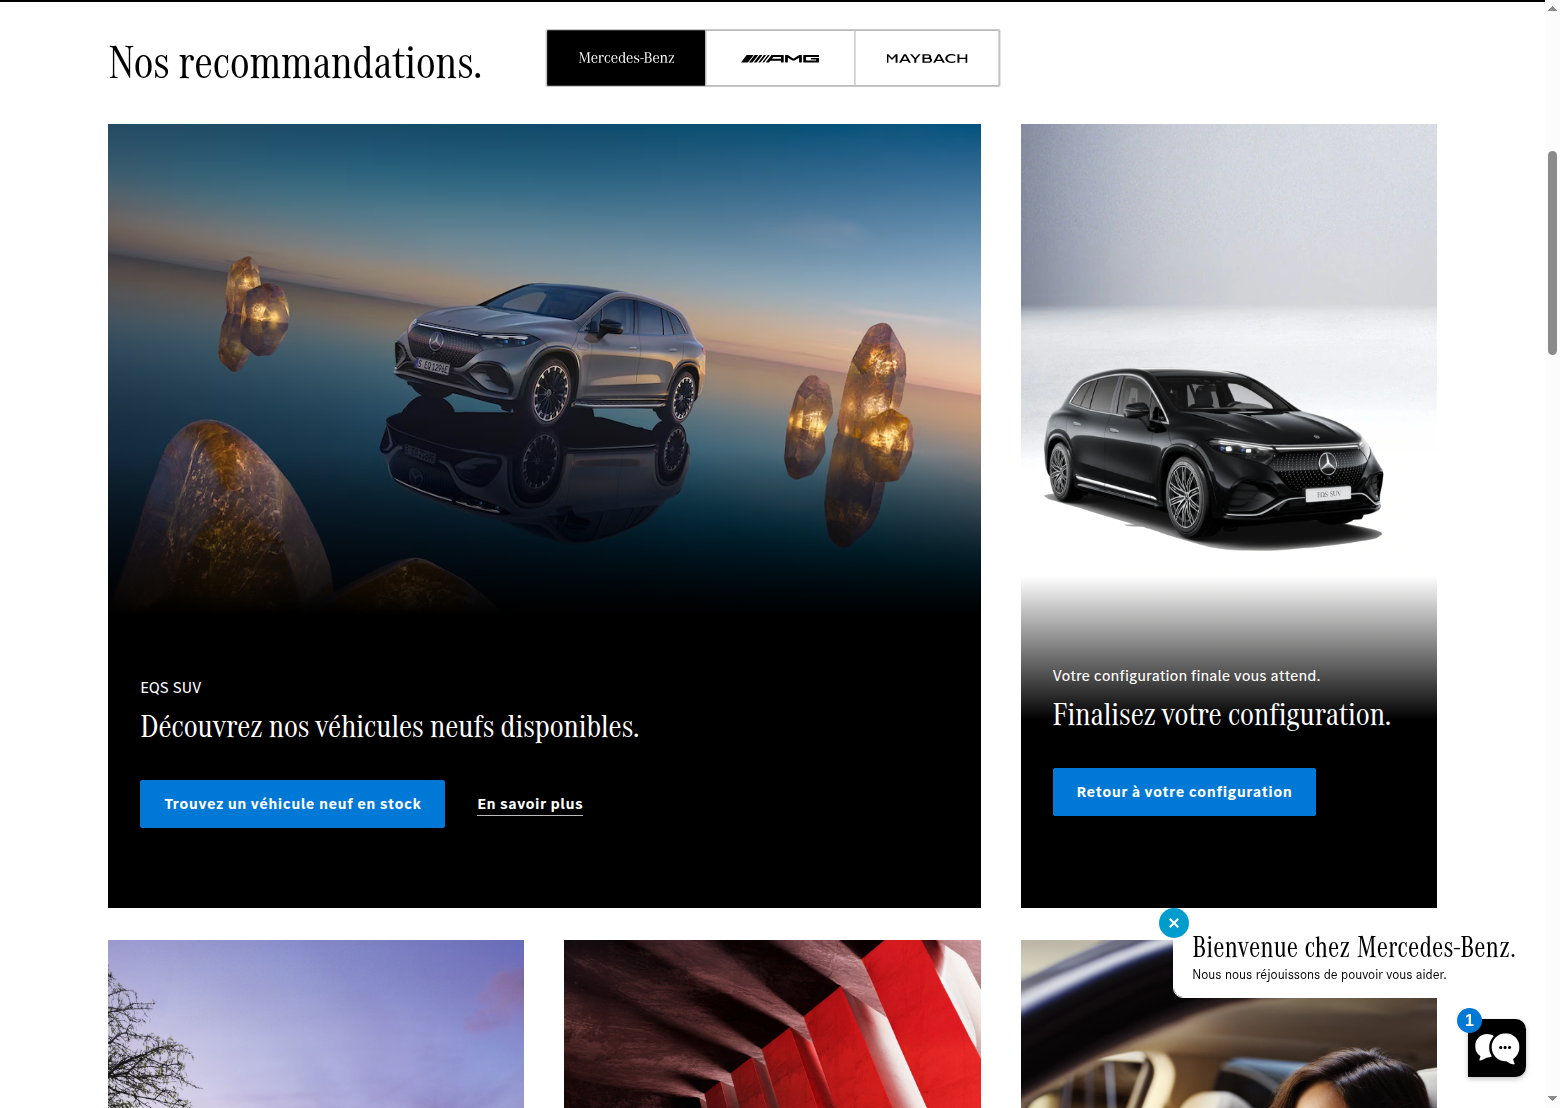 Nos recommandations.
Mercedes-Benz
AMG
MAYBACH
EQS SUV
EQS SUV
Découvrez nos véhicules neufs disponibles.
Trouvez un véhicule neuf en stock
En savoir plus
Votre configuration finale vous attend.
Finalisez votre configuration.
Retour à votre configuration
Bienvenue chez Mercedes-Benz.
Nous nous réjouissons de pouvoir vous aider.
1